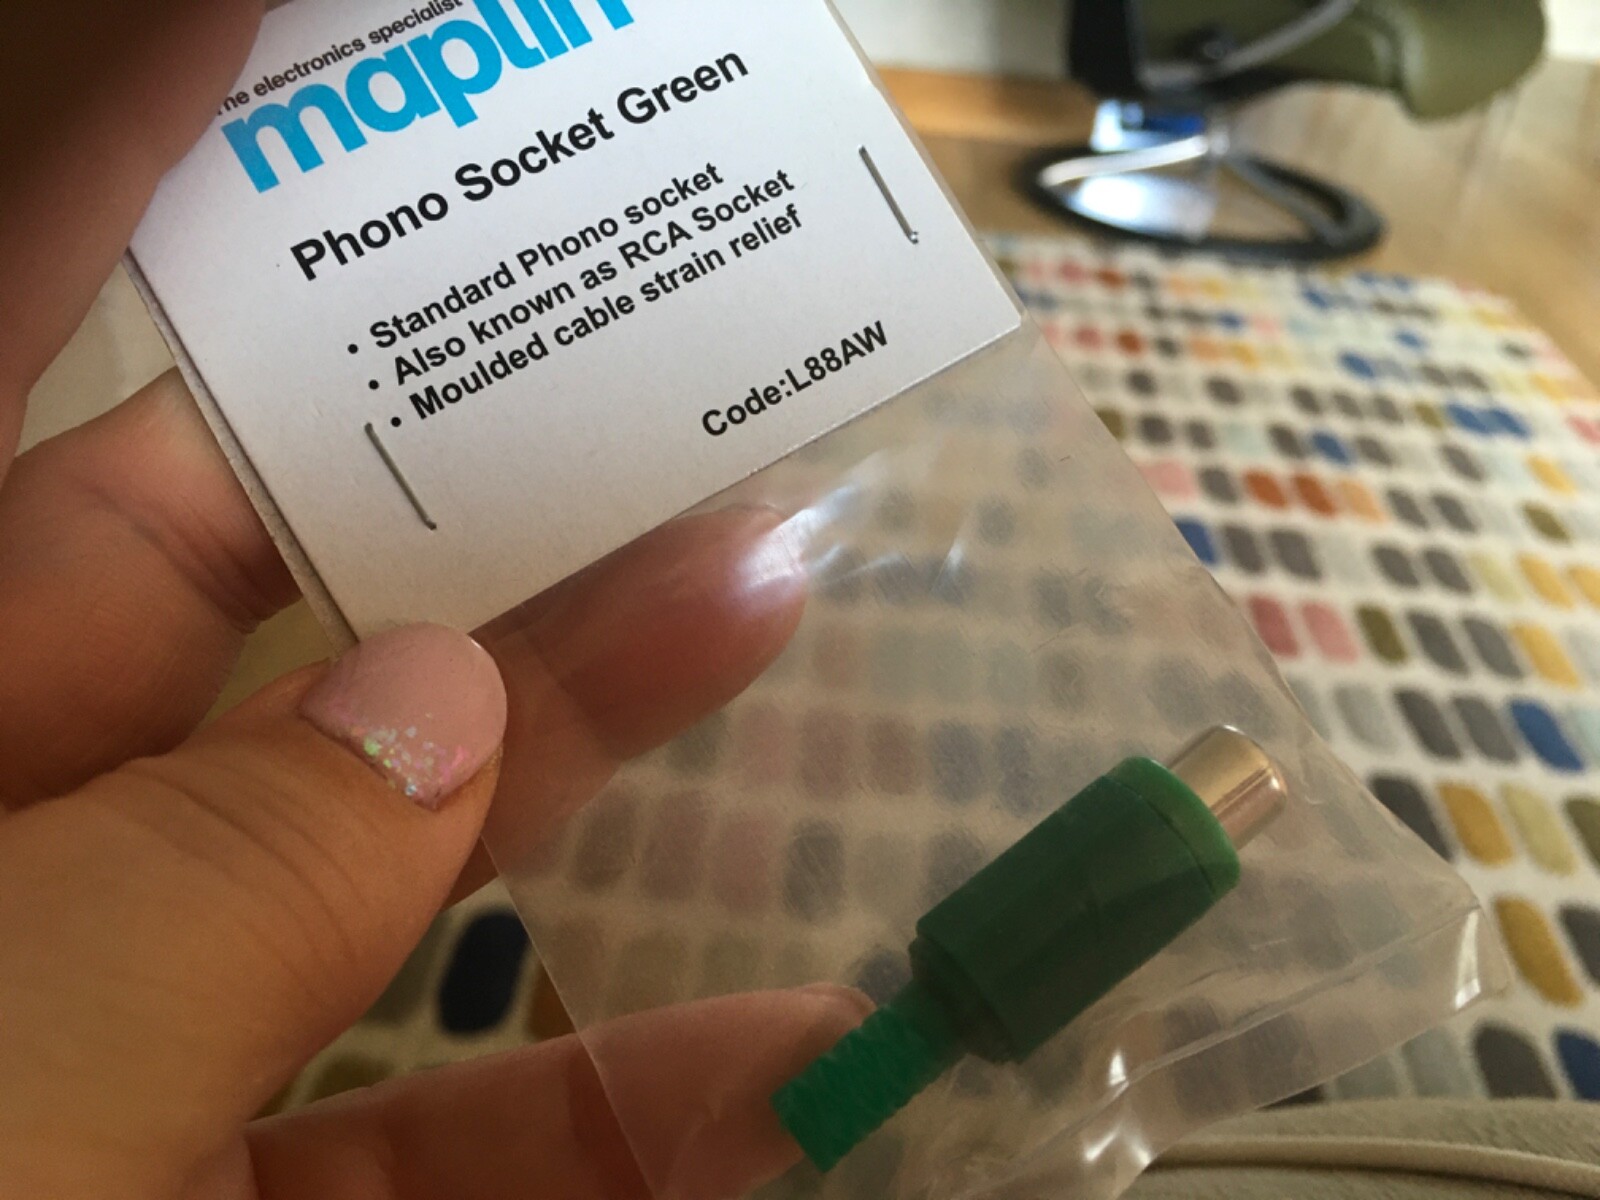 The electronics specialist
maplin
Phono Socket Green
• Standard Phono socket
• Also known as RCA Socket
• Moulded cable strain relief
Code:L88AW